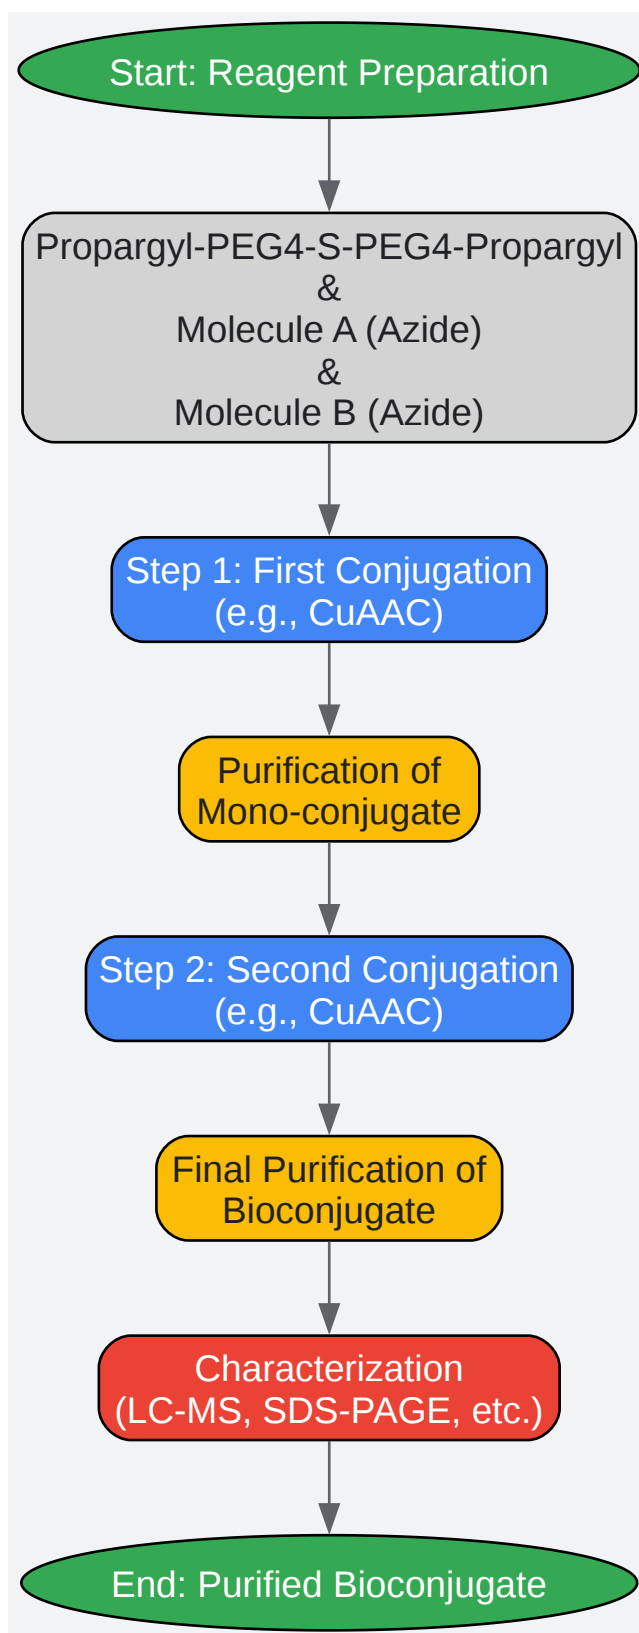 Start: Reagent Preparation
Propargyl-PEG4-S-PEG4-Propargyl
&
Molecule A (Azide)
&
Molecule B (Azide)
Step 1: First Conjugation
(e.g., CuAAC)
Purification of
Mono-conjugate
Step 2: Second Conjugation
(e.g., CuAAC)
Final Purification of
Bioconjugate
Characterization
(LC-MS, SDS-PAGE, etc.)
End: Purified Bioconjugate